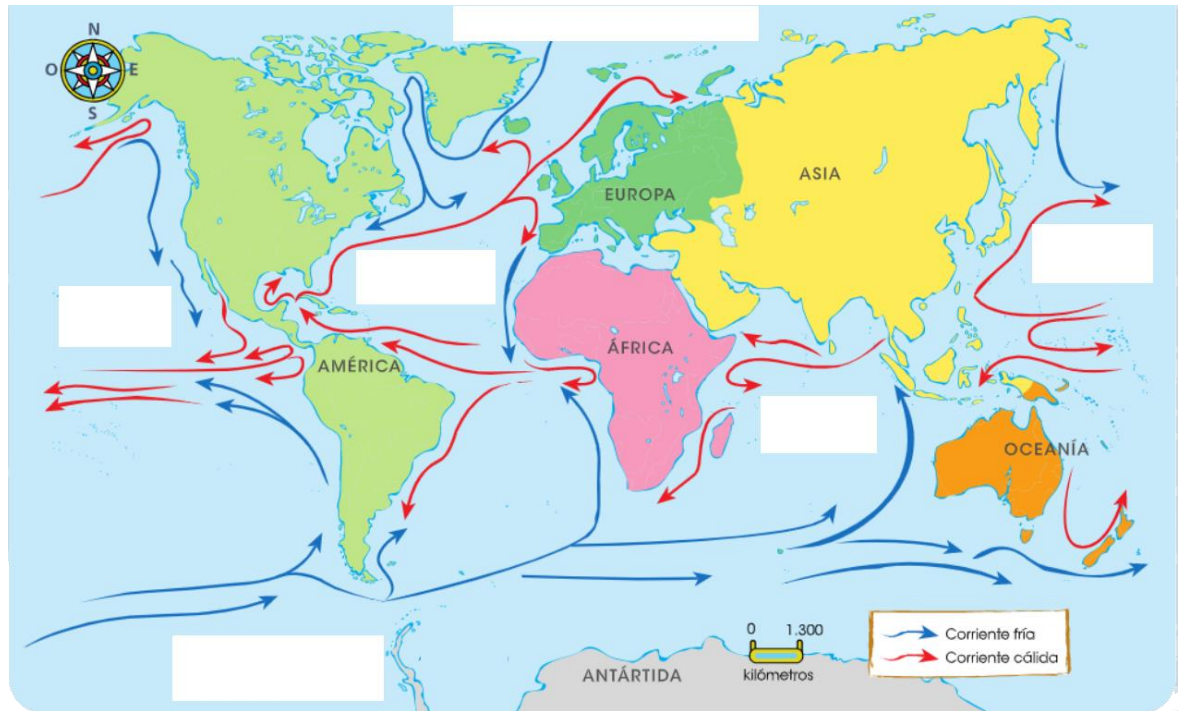 N
O
E
S
EUROPA
ASIA
AMÉRICA
ÁFRICA
OCEANÍA
ANTÁRTIDA
0 1.300
kilómetros
Corriente fría
Corriente cálida